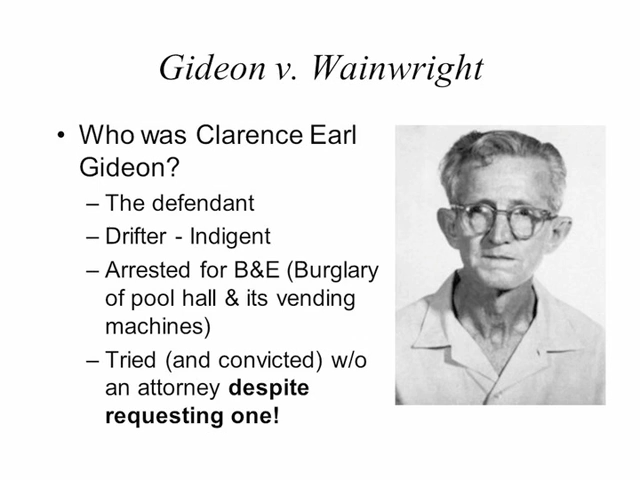 Gideon v. Wainwright
• Who was Clarence Earl
Gideon?
– The defendant
– Drifter - Indigent
– Arrested for B&E (Burglary
of pool hall & its vending
machines)
– Tried (and convicted) w/o
an attorney despite
requesting one!